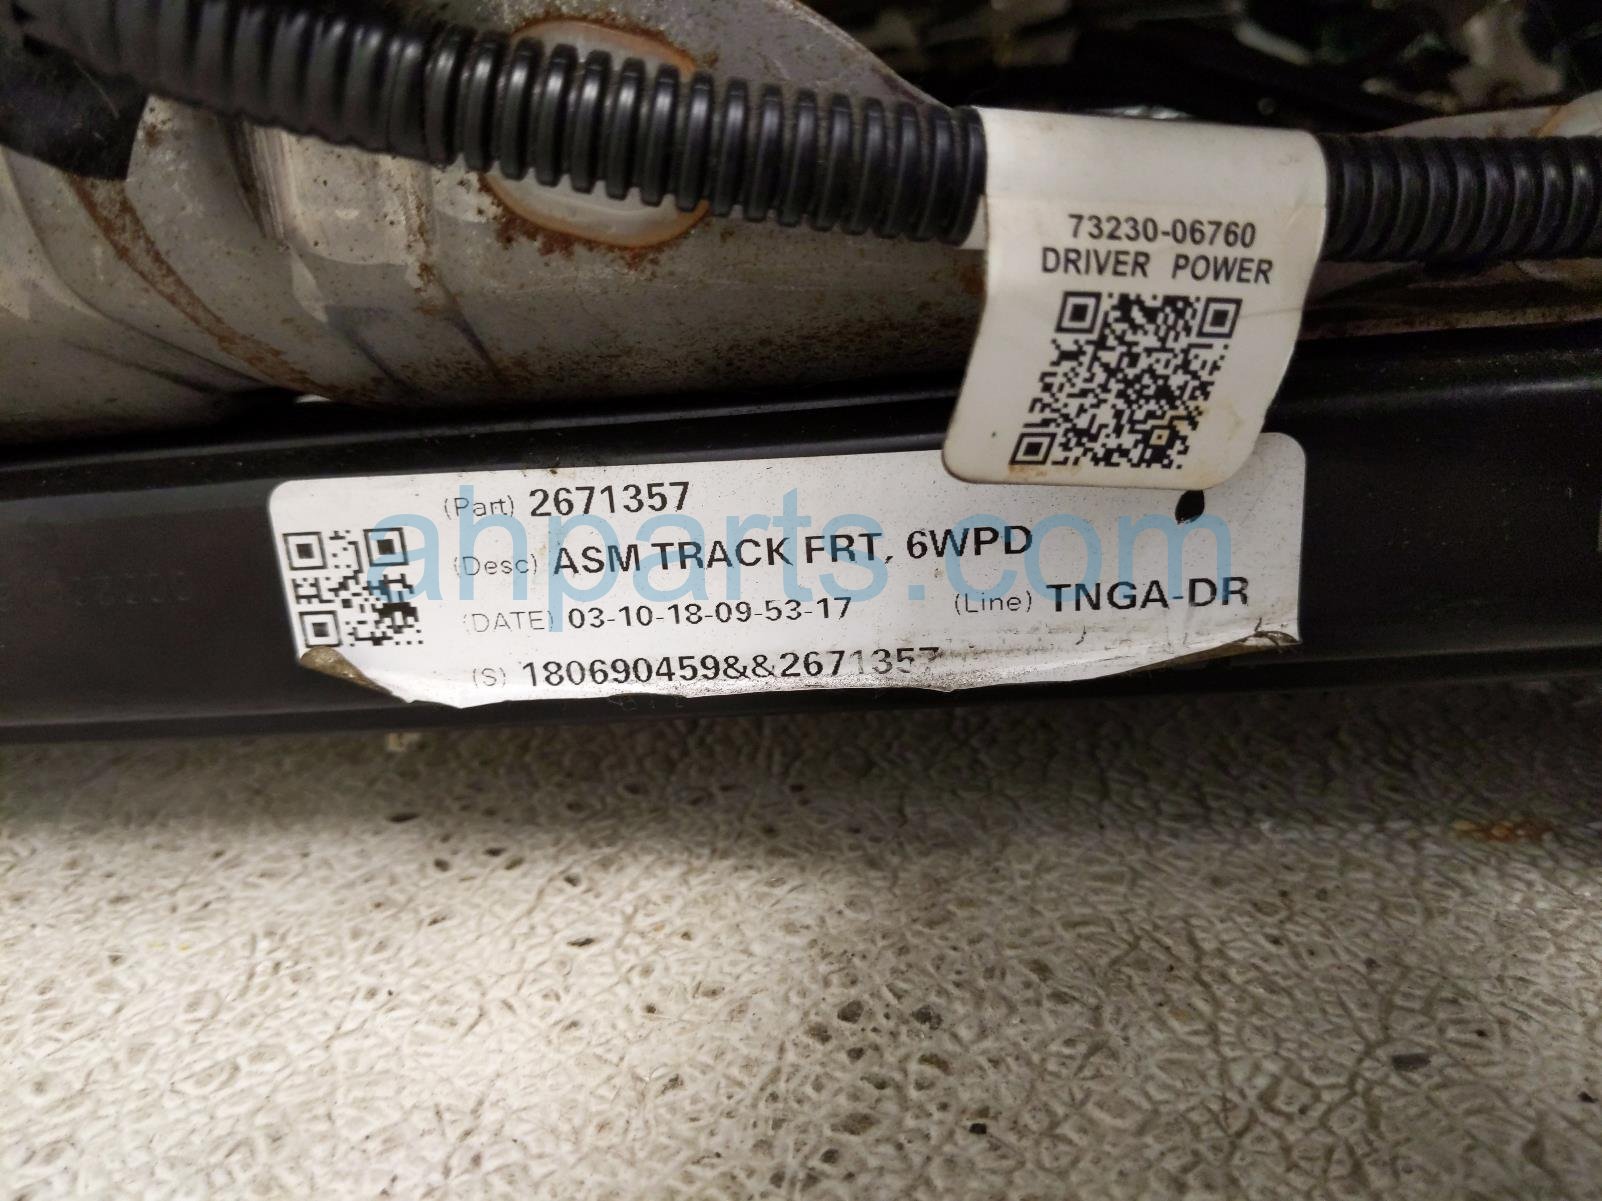 73230-06760
DRIVER POWER
(Part) 2671357
(Desc) ASM TRACK FRT, 6WPD
(DATE) 03-10-18-09-53-17 (Line) TNGA-DR
(S) 180690459&&2671357
ahparts.com